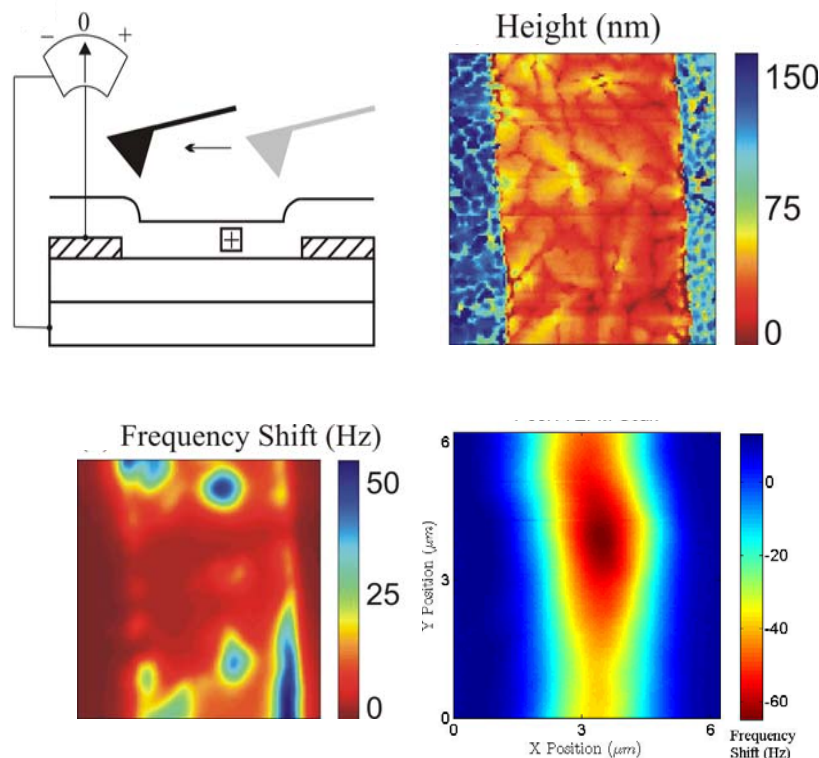 − 0 +
+
Height (nm)
150
75
0
Frequency Shift (Hz)
50
25
0
6
3
0
Y Position (μm)
0 3 6
X Position (μm)
0
-20
-40
-60
Frequency
Shift (Hz)